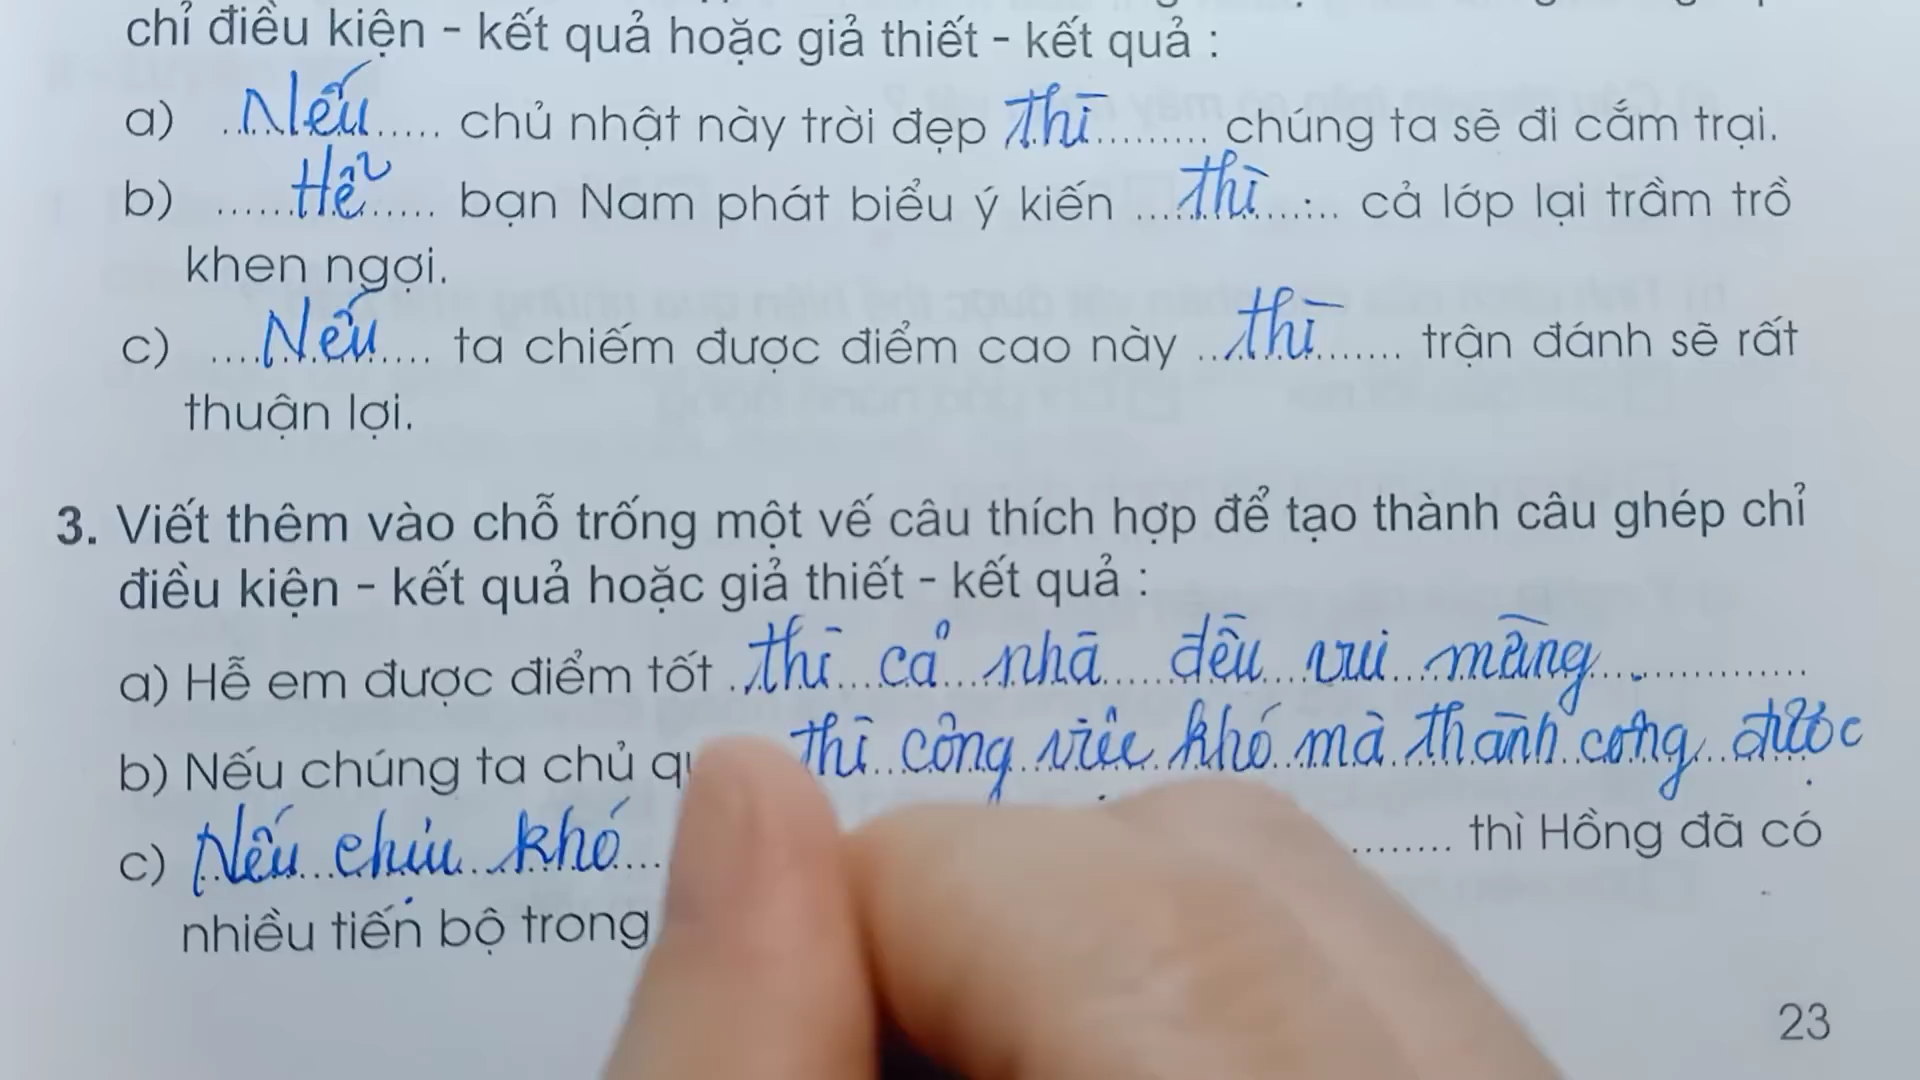 chỉ điều kiện - kết quả hoặc giả thiết - kết quả :
a) Nếu chủ nhật này trời đẹp thì chúng ta sẽ đi cắm trại.
b) Hễ bạn Nam phát biểu ý kiến thì cả lớp lại trầm trồ
khen ngợi.
c) Nếu ta chiếm được điểm cao này thì trận đánh sẽ rất
thuận lợi.
3. Viết thêm vào chỗ trống một vế câu thích hợp để tạo thành câu ghép chỉ
điều kiện - kết quả hoặc giả thiết - kết quả :
a) Hễ em được điểm tốt thì cả nhà đều vui mừng.
b) Nếu chúng ta chủ thì công việc khó mà thành công được
c) Nếu chịu khó thì Hồng đã có
nhiều tiến bộ trong
23